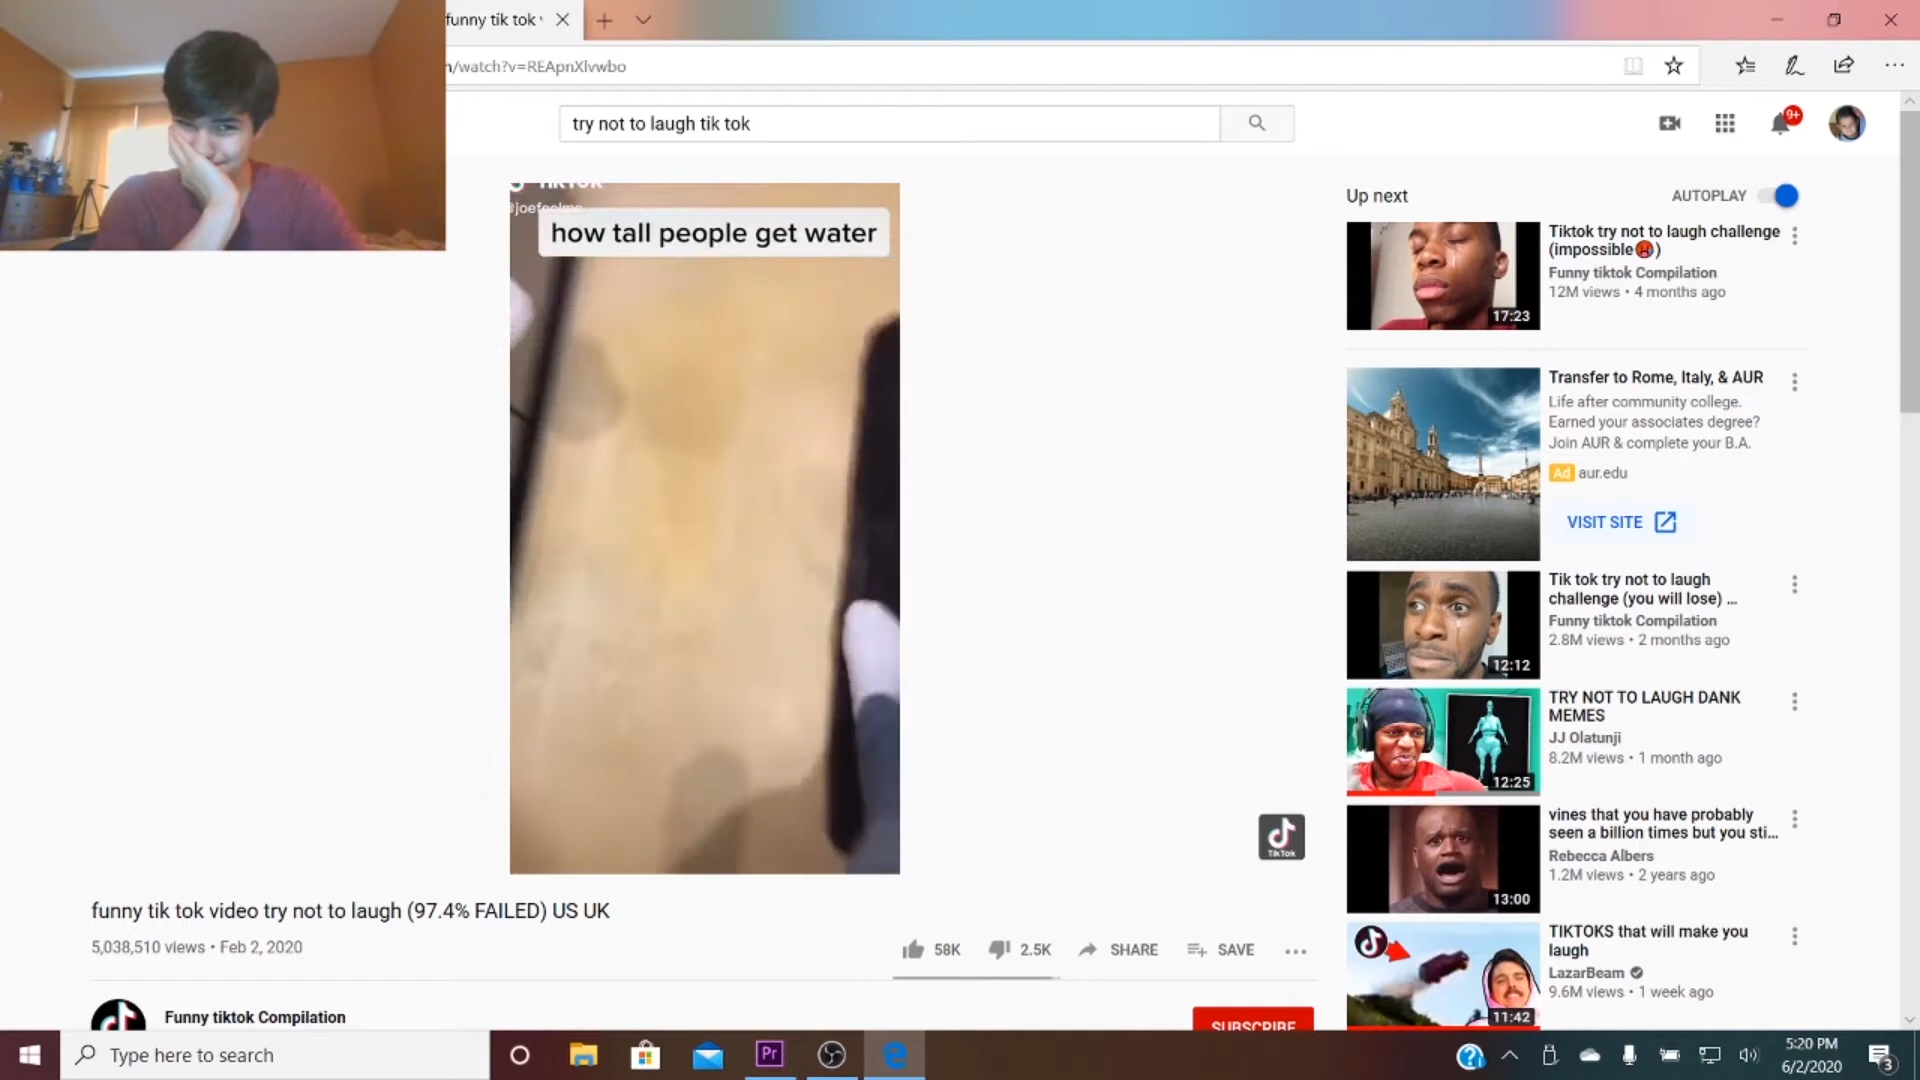 funny tik tok
/watch?v=REApnXlvwbo
try not to laugh tik tok
9+
how tall people get water
Up next
AUTOPLAY
Tiktok try not to laugh challenge
(impossible😡)
Funny tiktok Compilation
12M views • 4 months ago
17:23
Transfer to Rome, Italy, & AUR
Life after community college.
Earned your associates degree?
Join AUR & complete your B.A.
Ad aur.edu
VISIT SITE
Tik tok try not to laugh
challenge (you will lose) ...
Funny tiktok Compilation
2.8M views • 2 months ago
12:12
TRY NOT TO LAUGH DANK
MEMES
JJ Olatunji
8.2M views • 1 month ago
12:25
vines that you have probably
seen a billion times but you sti...
Rebecca Albers
1.2M views • 2 years ago
13:00
TIKTOKS that will make you
laugh
LazarBeam
9.6M views • 1 week ago
11:42
TikTok
funny tik tok video try not to laugh (97.4% FAILED) US UK
5,038,510 views • Feb 2, 2020
58K
2.5K
SHARE
SAVE
Funny tiktok Compilation
SUBSCRIBE
Type here to search
Pr
5:20 PM
6/2/2020
3